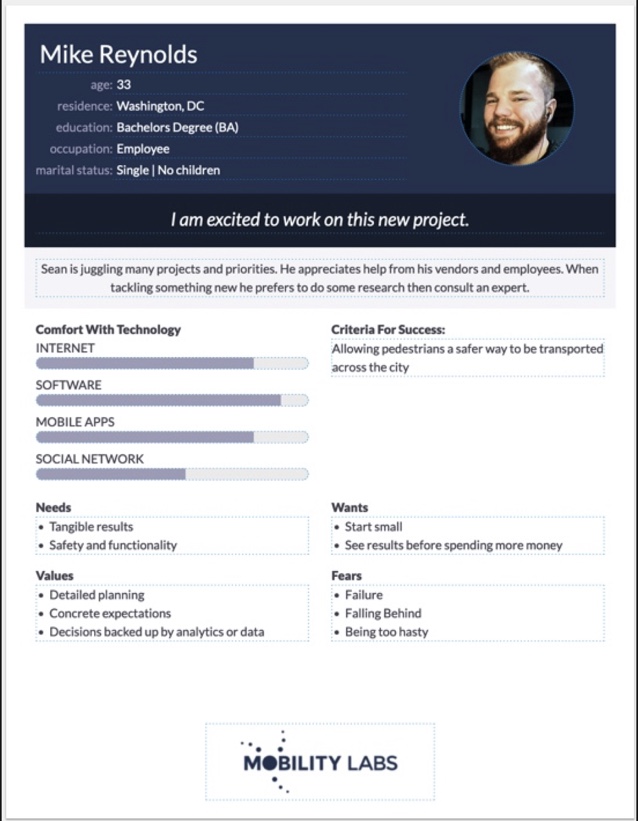 Mike Reynolds
age: 33
residence: Washington, DC
education: Bachelors Degree (BA)
occupation: Employee
marital status: Single | No children
I am excited to work on this new project.
Sean is juggling many projects and priorities. He appreciates help from his vendors and employees. When
tackling something new he prefers to do some research then consult an expert.
Comfort With Technology
INTERNET
SOFTWARE
MOBILE APPS
SOCIAL NETWORK
Criteria For Success:
Allowing pedestrians a safer way to be transported
across the city
Needs
• Tangible results
• Safety and functionality
Wants
• Start small
• See results before spending more money
Values
• Detailed planning
• Concrete expectations
• Decisions backed up by analytics or data
Fears
• Failure
• Falling Behind
• Being too hasty
MOBILITY LABS